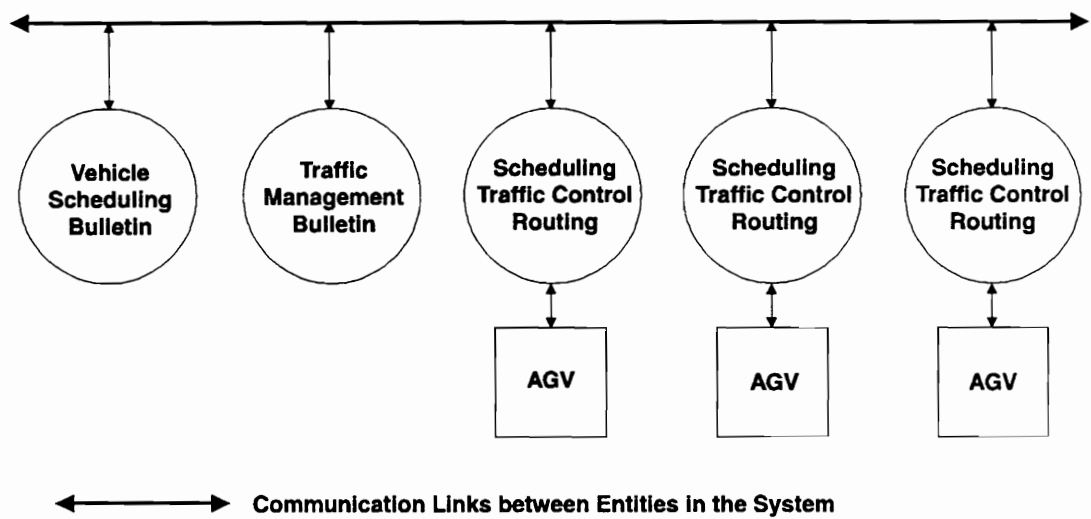 Vehicle
Scheduling
Bulletin
Traffic
Management
Bulletin
Scheduling
Traffic Control
Routing
Scheduling
Traffic Control
Routing
Scheduling
Traffic Control
Routing
AGV
AGV
AGV
Communication Links between Entities in the System